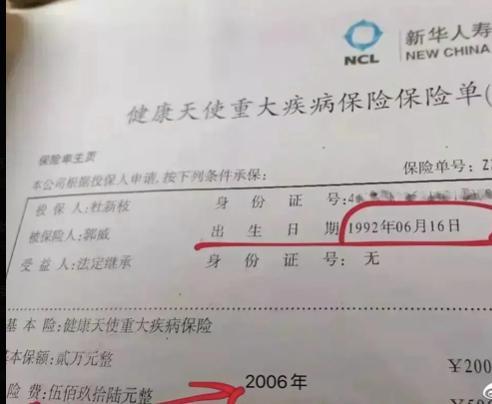 NCL
新华人寿
NEW CHINA
健康天使重大疾病保险保险单(
保险单主页
保险单号:Z
本公司根据投保人申请,按下列条件承保:
投保人:杜新枝 身份证号:4
被保险人:郭威 出生日期 1992年06月16日
受益人:法定继承 身份证号: 无
基本险:健康天使重大疾病保险
基本保额:贰万元整 ¥200
险 费:伍佰玖拾陆元整
2006年